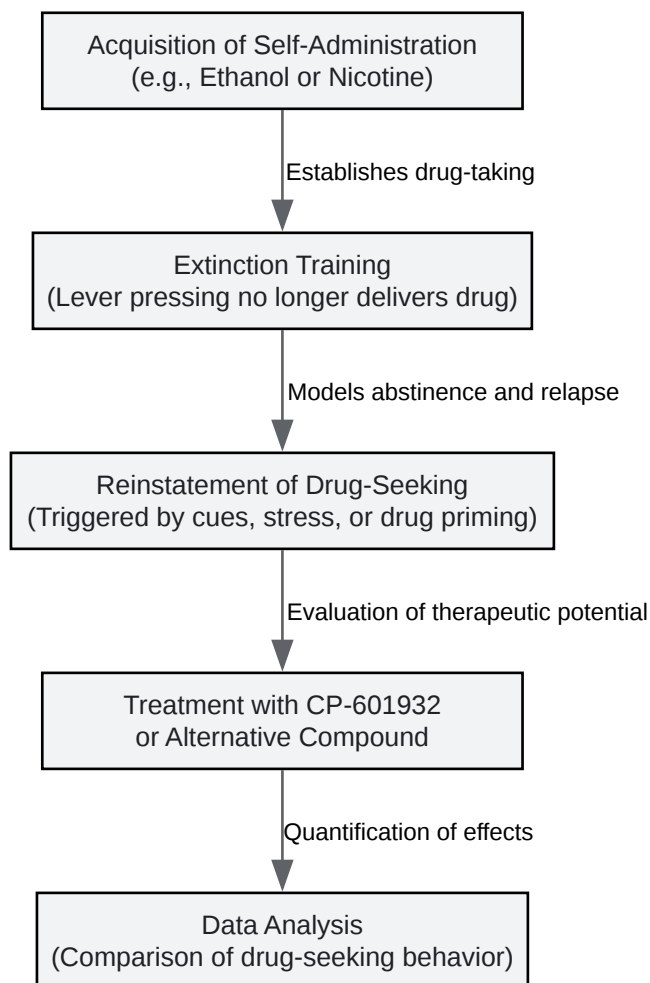 Acquisition of Self-Administration
(e.g., Ethanol or Nicotine)
Establishes drug-taking
Extinction Training
(Lever pressing no longer delivers drug)
Models abstinence and relapse
Reinstatement of Drug-Seeking
(Triggered by cues, stress, or drug priming)
Evaluation of therapeutic potential
Treatment with CP-601932
or Alternative Compound
Quantification of effects
Data Analysis
(Comparison of drug-seeking behavior)